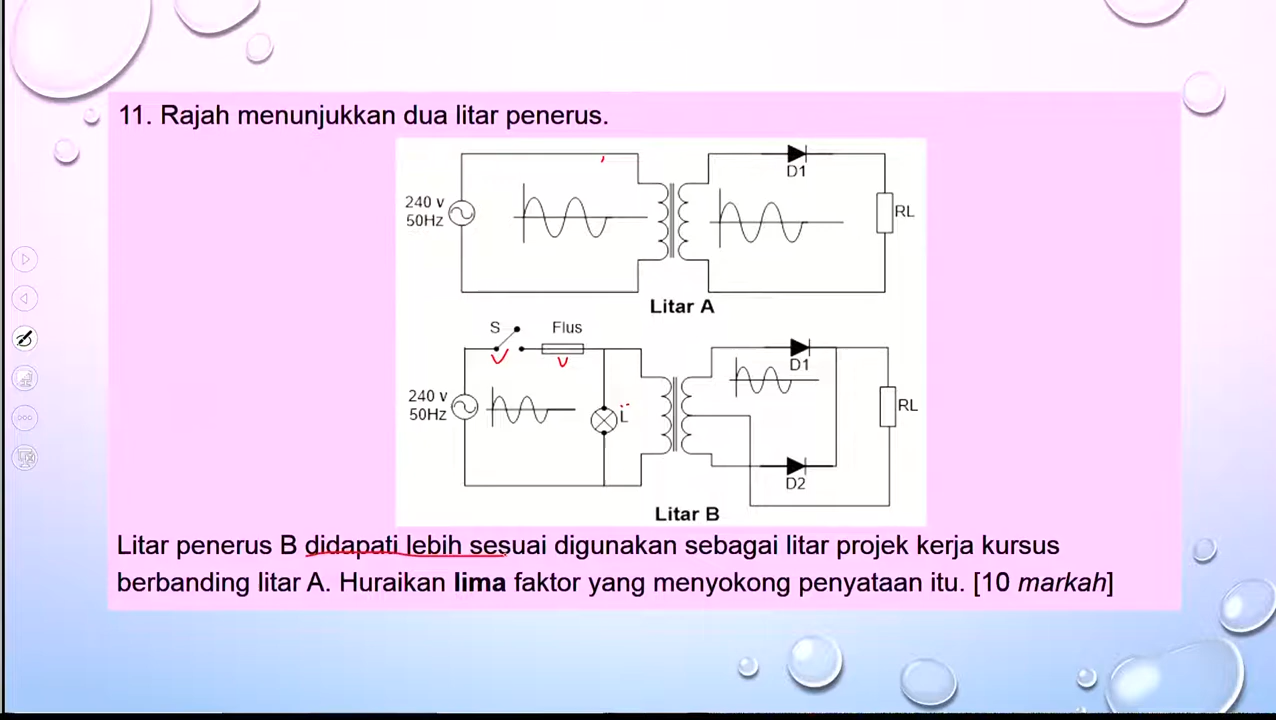 11. Rajah menunjukkan dua litar penerus.
D1
240 v
50Hz
RL
Litar A
S
Flus
D1
240 v
50Hz
L
RL
D2
Litar B
Litar penerus B didapati lebih sesuai digunakan sebagai litar projek kerja kursus
berbanding litar A. Huraikan lima faktor yang menyokong penyataan itu. [10 markah]